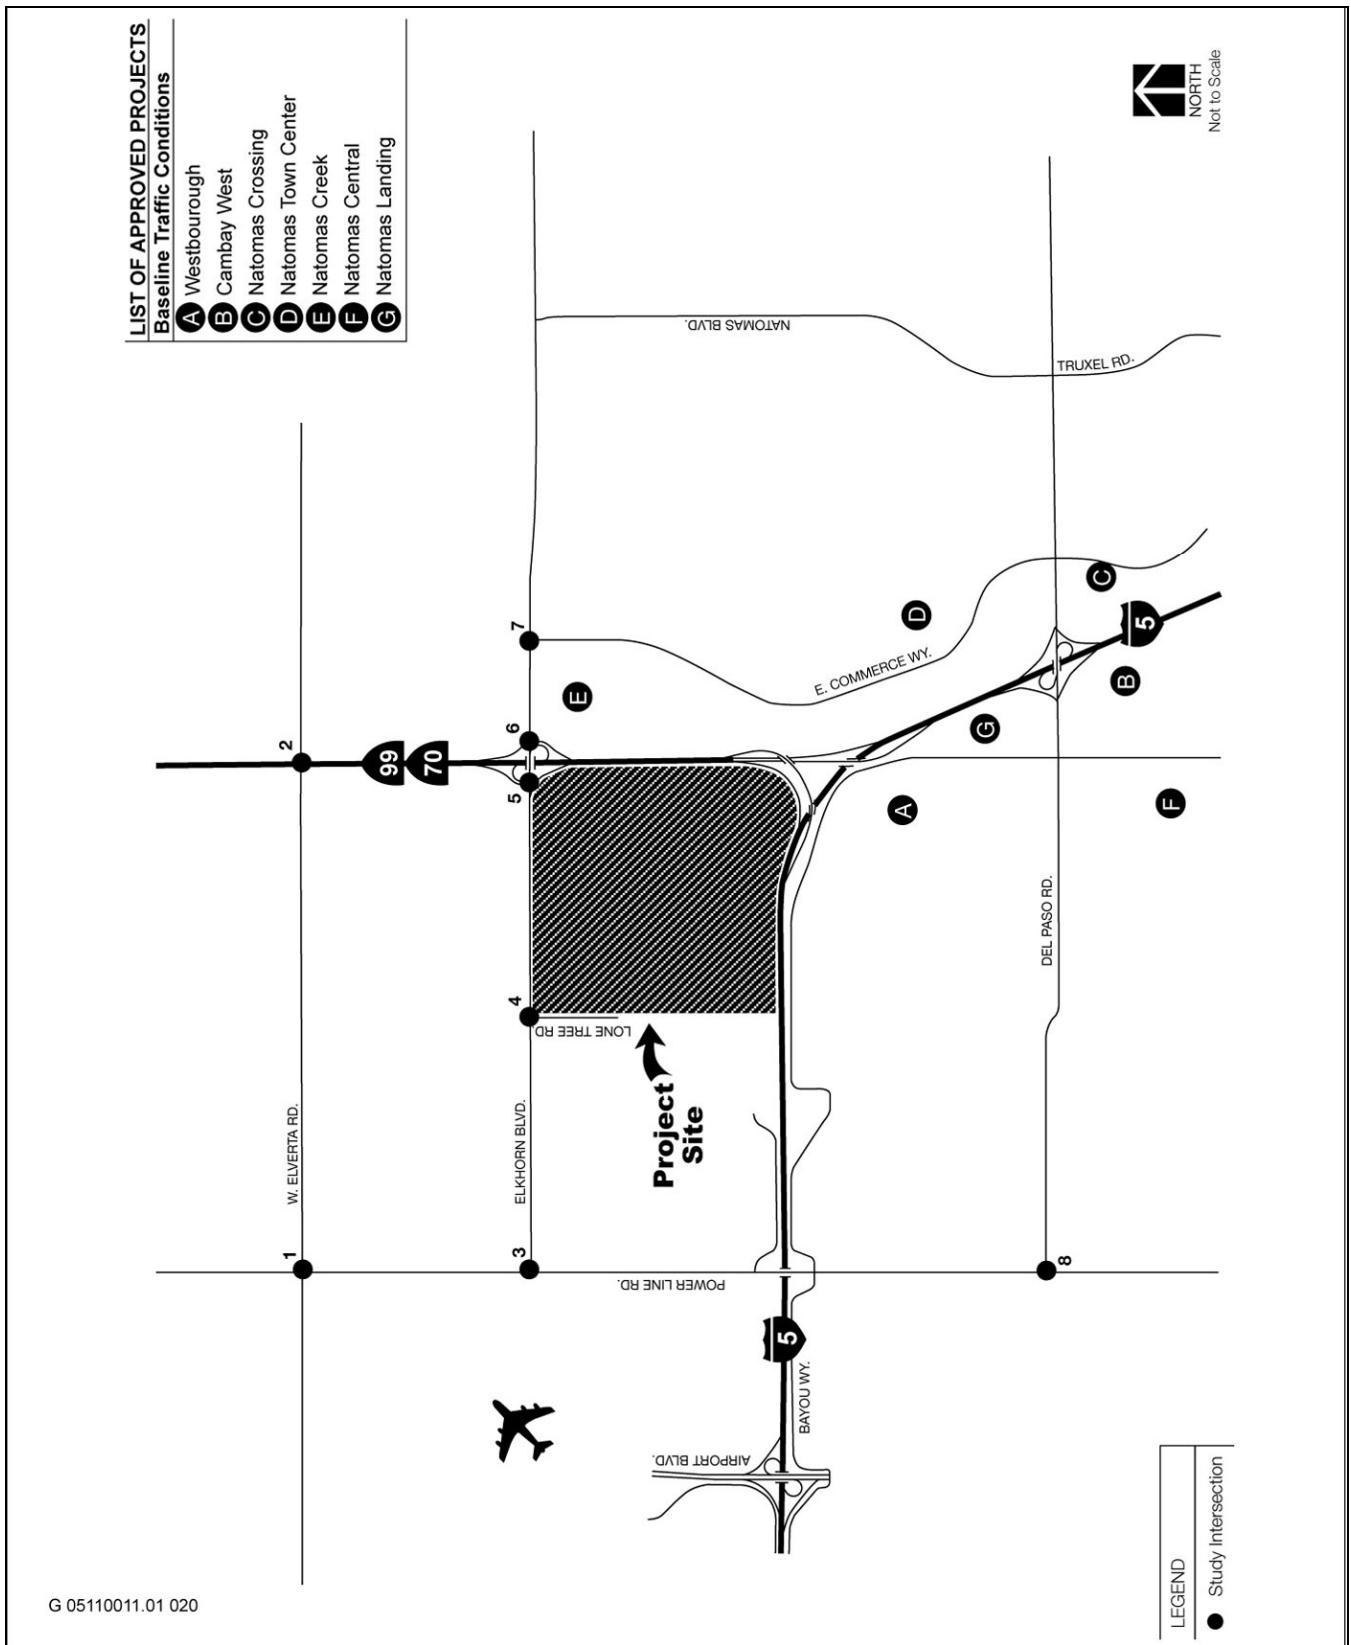 LIST OF APPROVED PROJECTS
Baseline Traffic Conditions
A Westbourough
B Cambay West
C Natomas Crossing
D Natomas Town Center
E Natomas Creek
F Natomas Central
G Natomas Landing
NORTH
Not to Scale
W. ELVERTA RD.
1
2
99
70
ELKHORN BLVD.
3
4
5
6
7
E
LONE TREE RD.
Project
Site
POWER LINE RD.
NATOMAS BLVD.
TRUXEL RD.
E. COMMERCE WY.
D
C
5
B
G
A
F
DEL PASO RD.
8
5
BAYOU WY.
AIRPORT BLVD.
LEGEND
Study Intersection
G 05110011.01 020